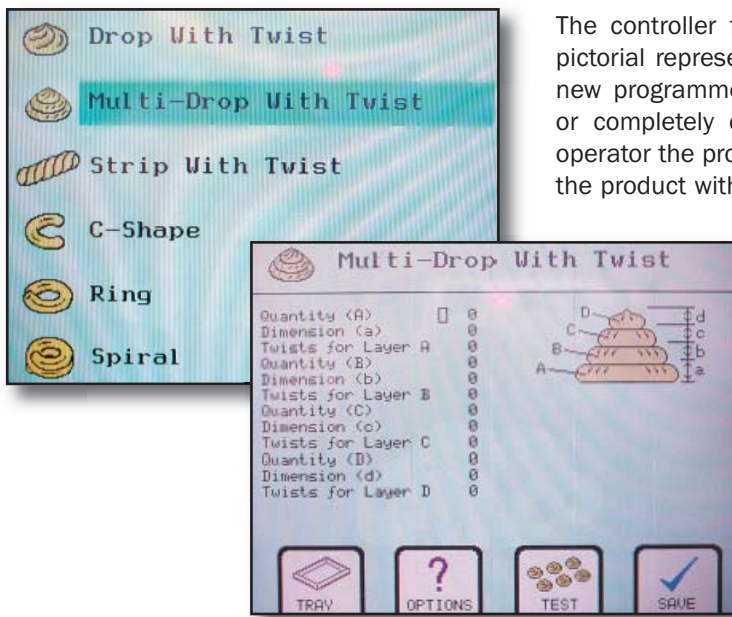 Drop With Twist
Multi-Drop With Twist
Strip With Twist
C-Shape
Ring
Spiral
The controller
pictorial represe
new programme
or completely
operator the pro
the product with
Multi-Drop With Twist
Quantity (A) 0
Dimension (a) 0
Twists for Layer A 0
Quantity (B) 0
Dimension (b) 0
Twists for Layer B 0
Quantity (C) 0
Dimension (c) 0
Twists for Layer C 0
Quantity (D) 0
Dimension (d) 0
Twists for Layer D 0
D d
C c
B b
A a
TRAY ? OPTIONS TEST SAVE